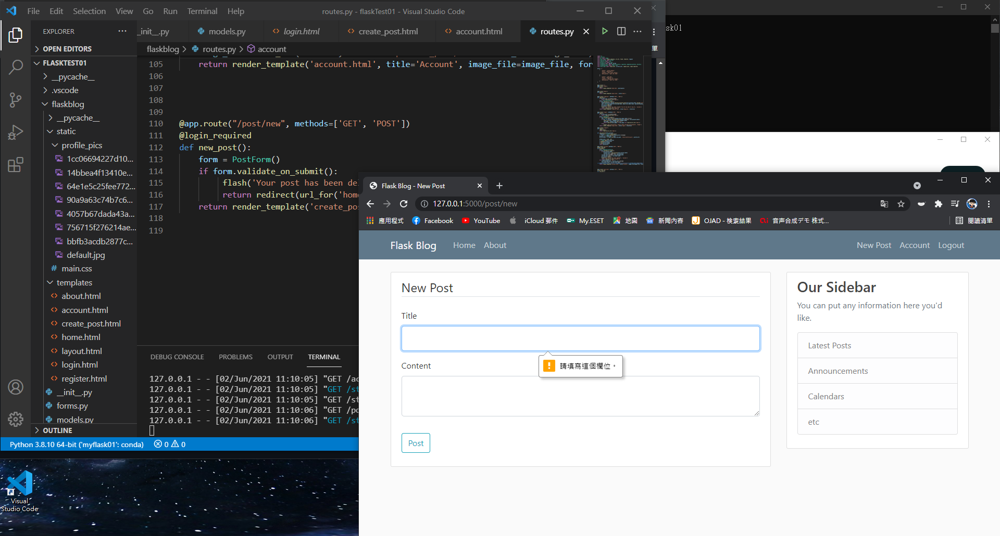 File Edit Selection View Go Run Terminal Help
routes.py - flaskTest01 - Visual Studio Code
EXPLORER ···
_init__.py models.py login.html create_post.html account.html routes.py
OPEN EDITORS
flaskblog > routes.py > account
FLASKTEST01
__pycache__
.vscode
flaskblog
__pycache__
static
profile_pics
1cc06694227d10...
14bbea4f13410e...
64e1e5c25fee772...
90a9a63c74b7c6...
4057b67dada43a...
756715f276214ae...
bbfb3acdb2877c...
default.jpg
main.css
templates
about.html
account.html
create_post.html
home.html
layout.html
login.html
register.html
__init__.py
forms.py
models.py
OUTLINE
105 return render_template('account.html', title='Account', image_file=image_file, for
106
107
108
109
110 @app.route("/post/new", methods=['GET', 'POST'])
111 @login_required
112 def new_post():
113 form = PostForm()
114 if form.validate_on_submit():
115 flash('Your post has been de
116 return redirect(url_for('hom
117 return render_template('create_po
118
119
DEBUG CONSOLE PROBLEMS OUTPUT TERMINAL
127.0.0.1 - - [02/Jun/2021 11:10:05] "GET /ac
127.0.0.1 - - [02/Jun/2021 11:10:05] "GET /st
127.0.0.1 - - [02/Jun/2021 11:10:05] "GET /st
127.0.0.1 - - [02/Jun/2021 11:10:06] "GET /po
127.0.0.1 - - [02/Jun/2021 11:10:06] "GET /st
Python 3.8.10 64-bit ('myflask01': conda) 0 0
Visual
Studio Code
sk01
單
Flask Blog - New Post
127.0.0.1:5000/post/new
應用程式 Facebook YouTube iCloud 郵件 My.ESET 地圖 新聞內容 OJAD - 検索結果 音声合成デモ 株式... 閱讀清單
Flask Blog Home About New Post Account Logout
New Post
Title
請填寫這個欄位。
Content
Post
Our Sidebar
You can put any information here you'd
like.
Latest Posts
Announcements
Calendars
etc